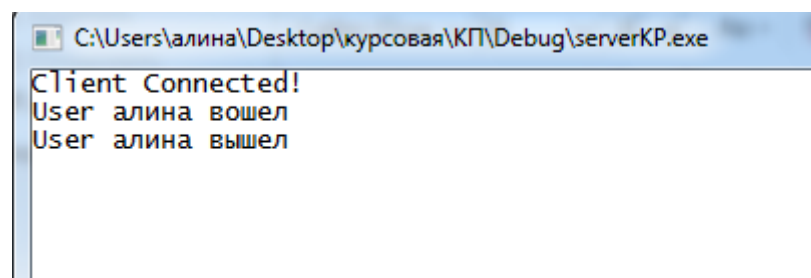 C:\Users\алина\Desktop\курсовая\КП\Debug\serverKP.exe
Client Connected!
User алина вошел
User алина вышел